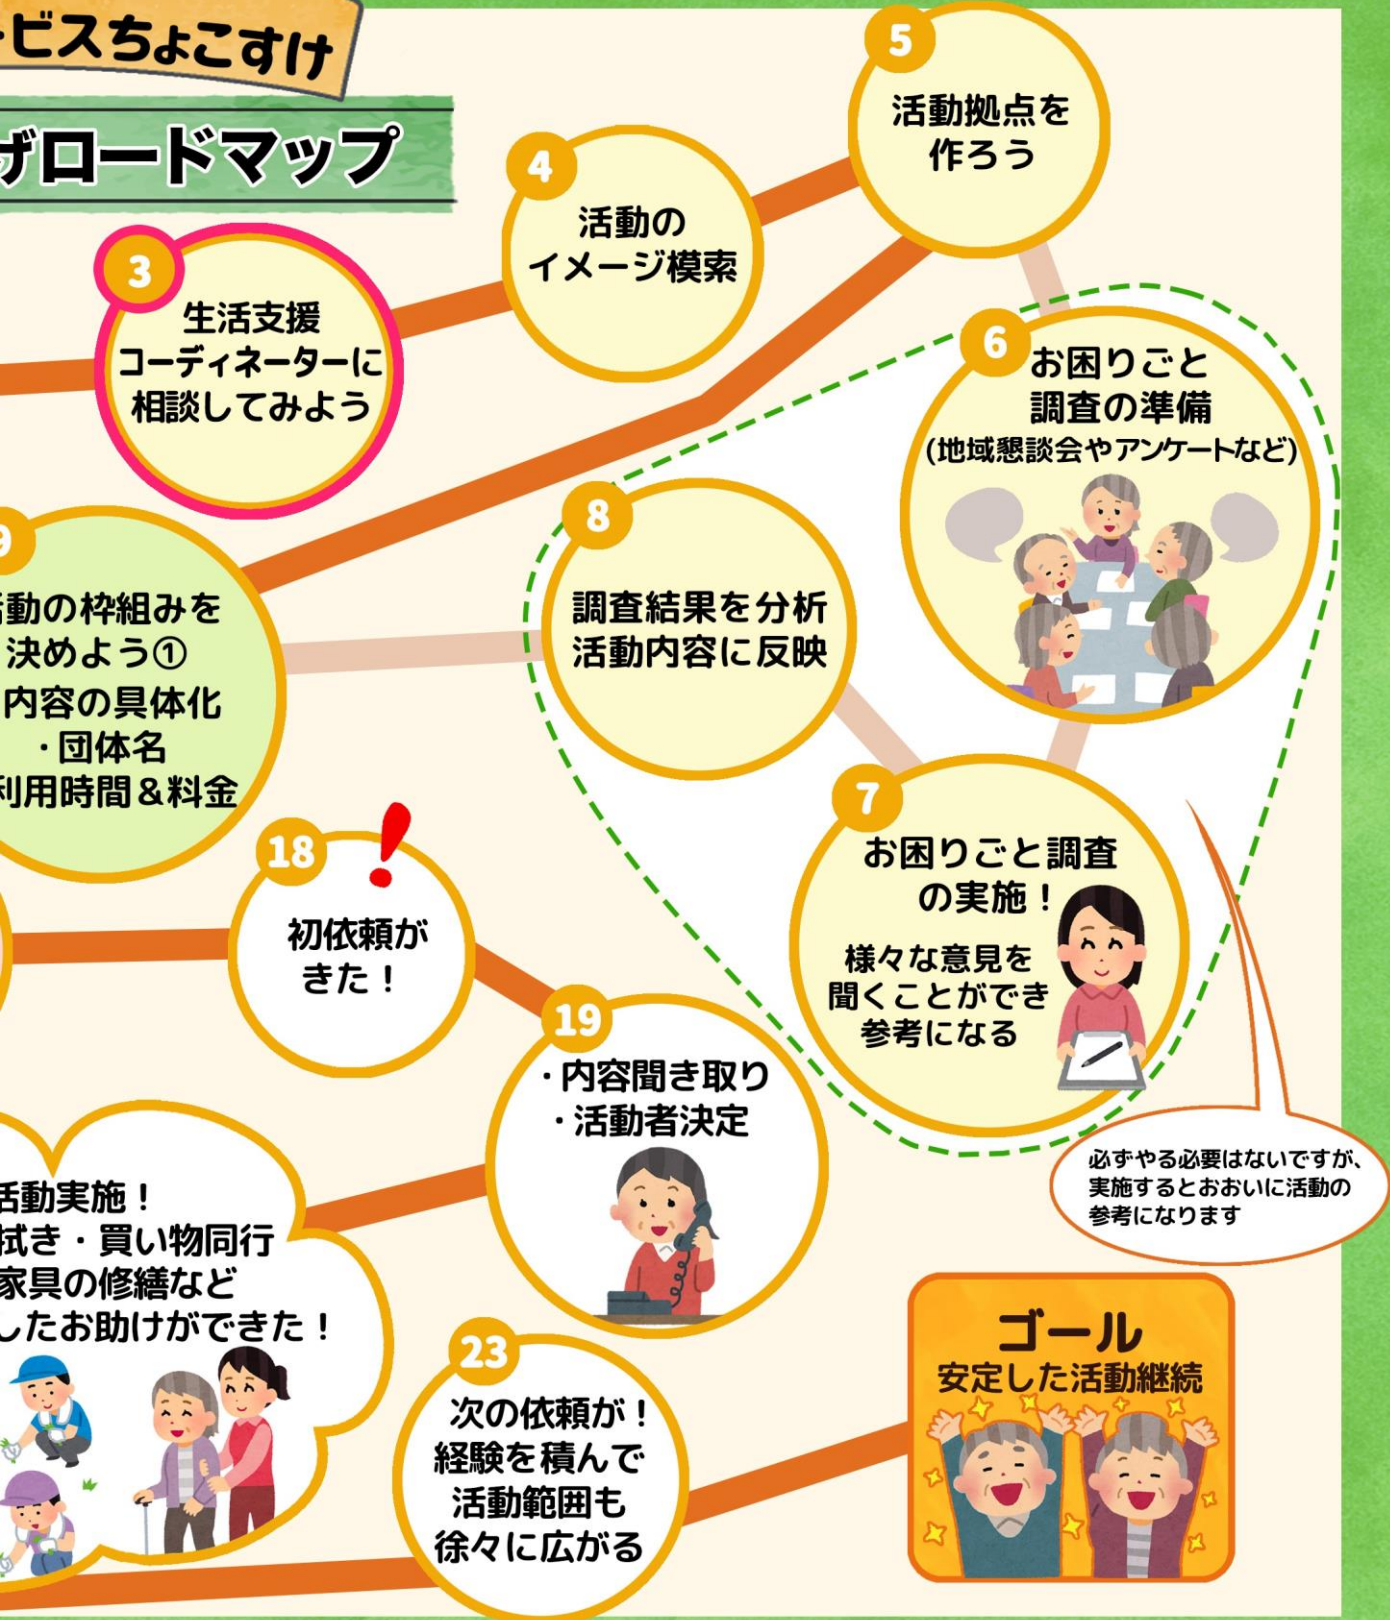 ビスちょこすけ
ロードマップ
3
生活支援
コーディネーターに
相談してみよう
4
活動の
イメージ模索
5
活動拠点を
作ろう
6
お困りごと
調査の準備
(地域懇談会やアンケートなど)
7
お困りごと調査
の実施！
様々な意見を
聞くことができ
参考になる
必ずやる必要はないですが、
実施するとおおいに活動の
参考になります
8
調査結果を分析
活動内容に反映
9
動の枠組みを
決めよう①
内容の具体化
・団体名
利用時間＆料金
18
初依頼が
きた！
19
・内容聞き取り
・活動者決定
活動実施！
拭き・買い物同行
家具の修繕など
したお助けができた！
23
次の依頼が！
経験を積んで
活動範囲も
徐々に広がる
ゴール
安定した活動継続